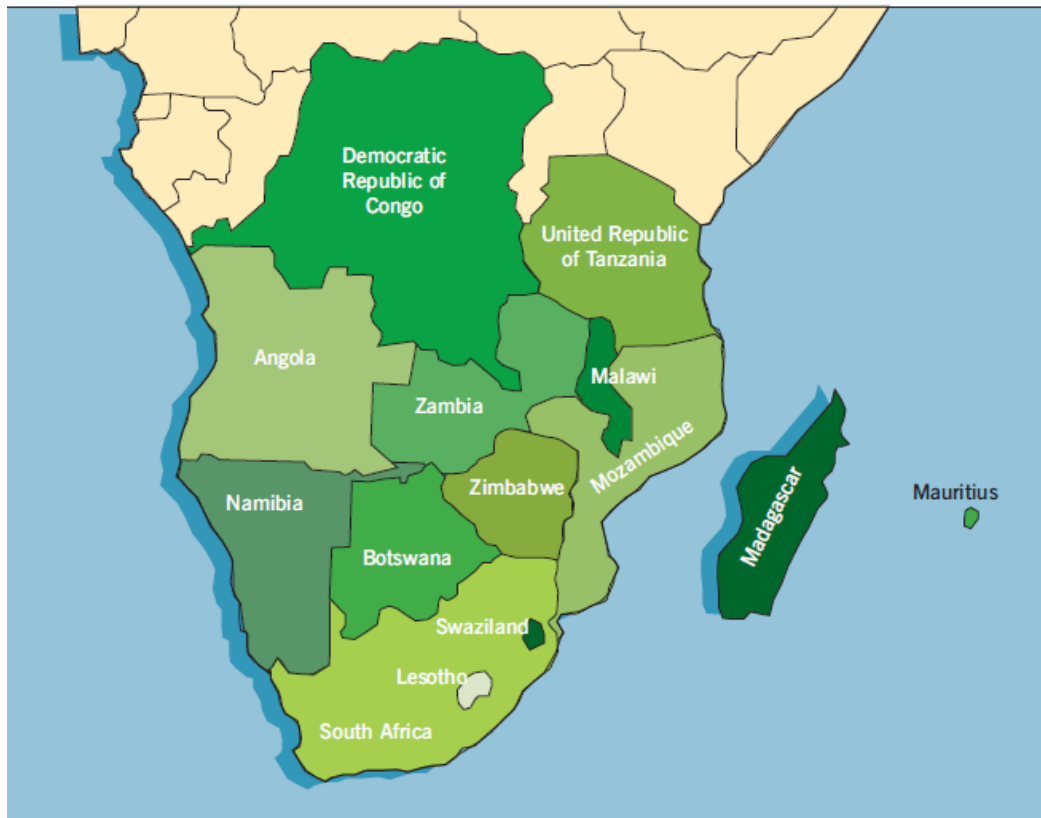 Democratic
Republic of
Congo
United Republic
of Tanzania
Angola
Malawi
Zambia
Mozambique
Zimbabwe
Namibia
Mauritius
Madagascar
Botswana
Swaziland
Lesotho
South Africa